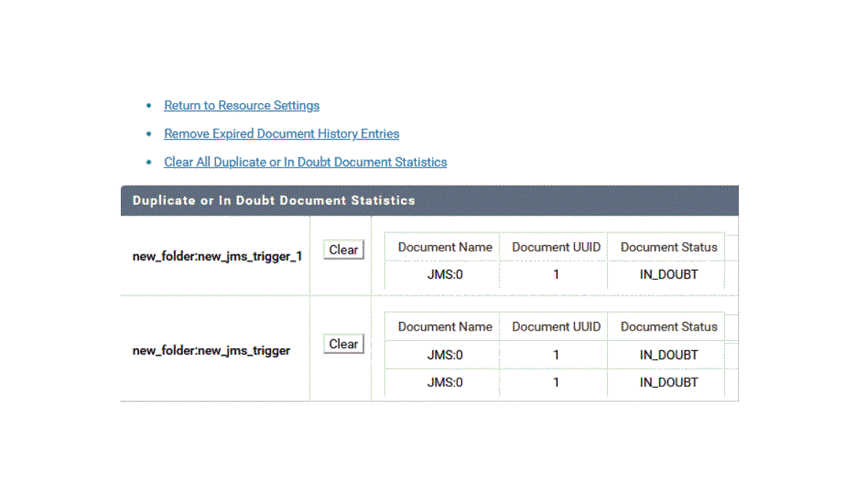 Return to Resource Settings
Remove Expired Document History Entries
Clear All Duplicate or In Doubt Document Statistics
Duplicate or In Doubt Document Statistics
new_folder:new_jms_trigger_1 Clear
Document Name Document UUID Document Status
JMS:0 1 IN_DOUBT
new_folder:new_jms_trigger Clear
Document Name Document UUID Document Status
JMS:0 1 IN_DOUBT
JMS:0 1 IN_DOUBT